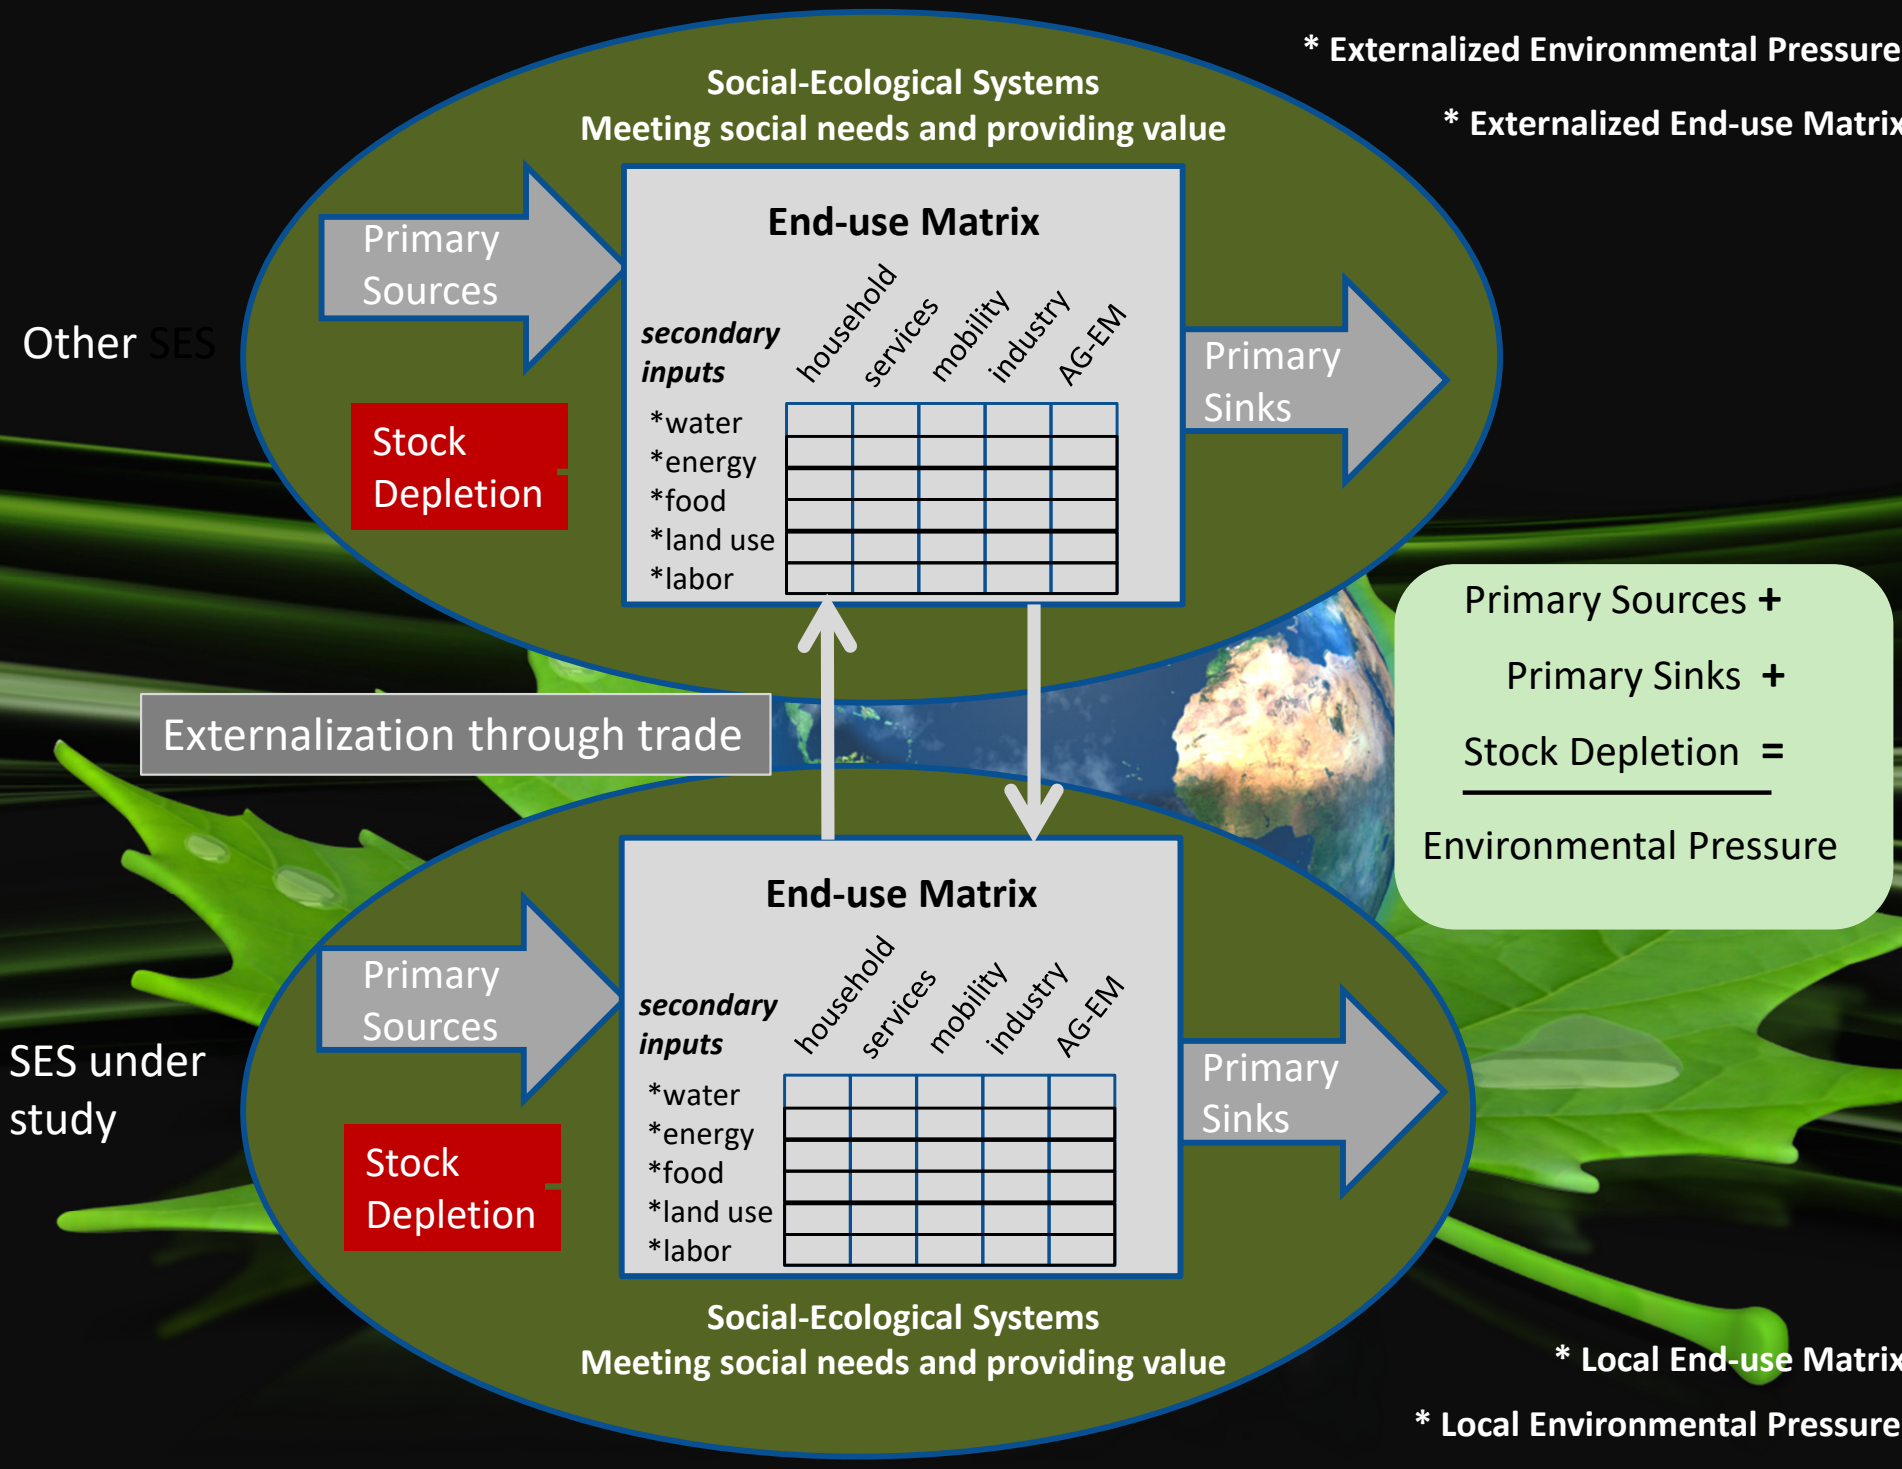 * Externalized Environmental Pressure
* Externalized End-use Matrix
Social-Ecological Systems
Meeting social needs and providing value
Other SES
Primary
Sources
Stock
Depletion
End-use Matrix
secondary
inputs
household
services
mobility
industry
AG-EM
*water
*energy
*food
*land use
*labor
Primary
Sinks
Externalization through trade
Primary Sources +
Primary Sinks +
Stock Depletion =
Environmental Pressure
SES under
study
Primary
Sources
Stock
Depletion
End-use Matrix
secondary
inputs
household
services
mobility
industry
AG-EM
*water
*energy
*food
*land use
*labor
Primary
Sinks
Social-Ecological Systems
Meeting social needs and providing value
* Local End-use Matrix
* Local Environmental Pressure